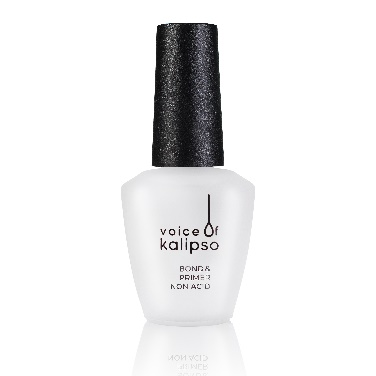 voice of
kalipso
BOND &
PRIMER
NON ACID